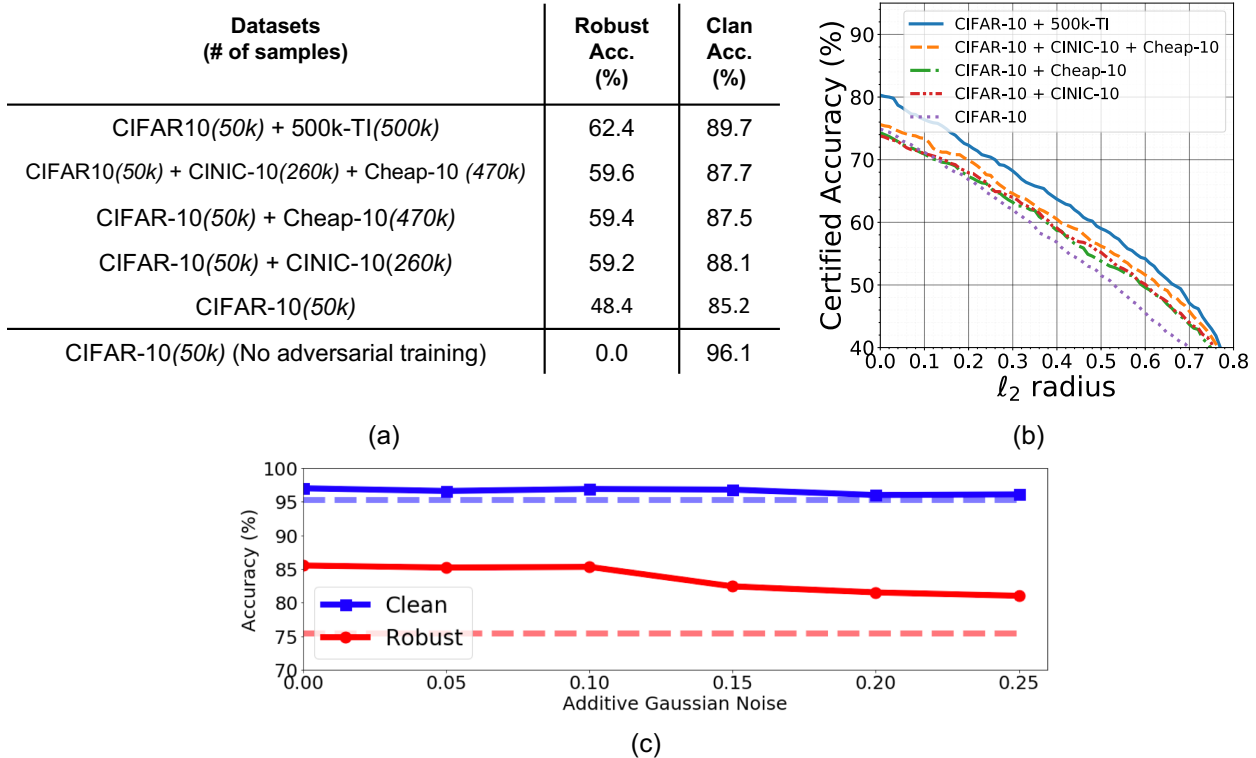 Datasets
(# of samples)
Robust
Acc.
(%)
Clan
Acc.
(%)
CIFAR10(50k) + 500k-TI(500k) 62.4 89.7
CIFAR10(50k) + CINIC-10(260k) + Cheap-10 (470k) 59.6 87.7
CIFAR-10(50k) + Cheap-10(470k) 59.4 87.5
CIFAR-10(50k) + CINIC-10(260k) 59.2 88.1
CIFAR-10(50k) 48.4 85.2
CIFAR-10(50k) (No adversarial training) 0.0 96.1
(a)
Certified Accuracy (%)
90
80
70
60
50
40
CIFAR-10 + 500k-TI
CIFAR-10 + CINIC-10 + Cheap-10
CIFAR-10 + Cheap-10
CIFAR-10 + CINIC-10
CIFAR-10
0.0 0.1 0.2 0.3 0.4 0.5 0.6 0.7 0.8
ℓ2 radius
(b)
Accuracy (%)
100
95
90
85
80
75
70
Clean
Robust
0.00 0.05 0.10 0.15 0.20 0.25
Additive Gaussian Noise
(c)